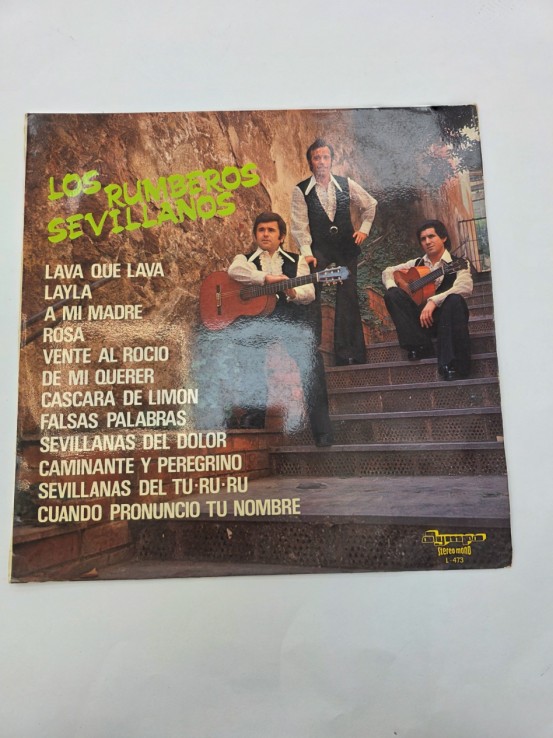 LOS RUMBEROS
SEVILLANOS
LAVA QUE LAVA
LAYLA
A MI MADRE
ROSA
VENTE AL ROCIO
DE MI QUERER
CASCARA DE LIMON
FALSAS PALABRAS
SEVILLANAS DEL DOLOR
CAMINANTE Y PEREGRINO
SEVILLANAS DEL TU·RU·RU
CUANDO PRONUNCIO TU NOMBRE
olympo
Stereo mono
L-473